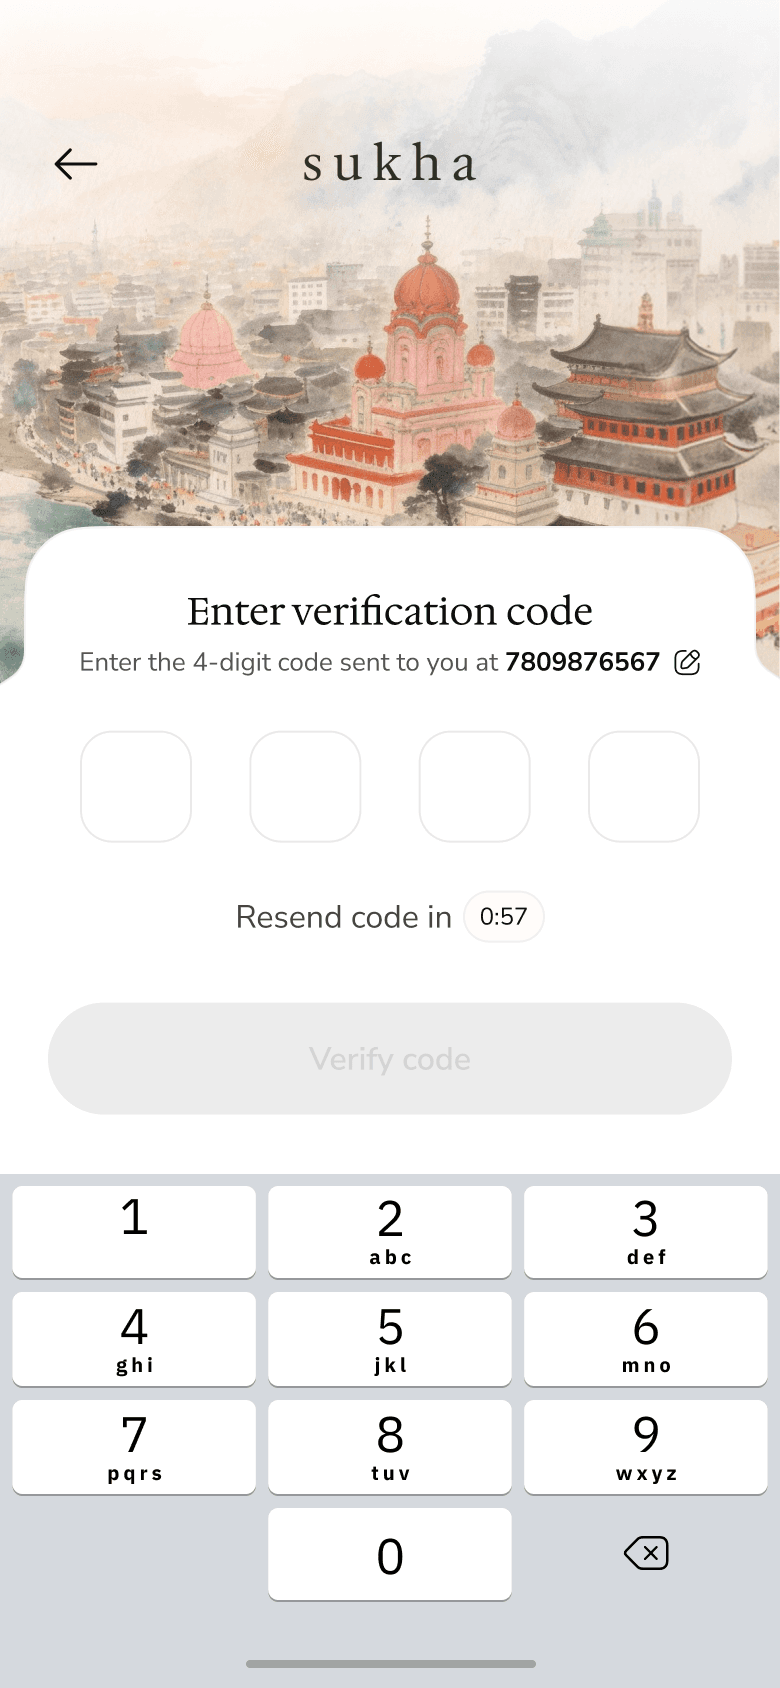 sukha
Enter verification code
Enter the 4-digit code sent to you at 7809876567
Resend code in 0:57
Verify code
1
2
abc
3
def
4
ghi
5
jkl
6
mno
7
pqrs
8
tuv
9
wxyz
0